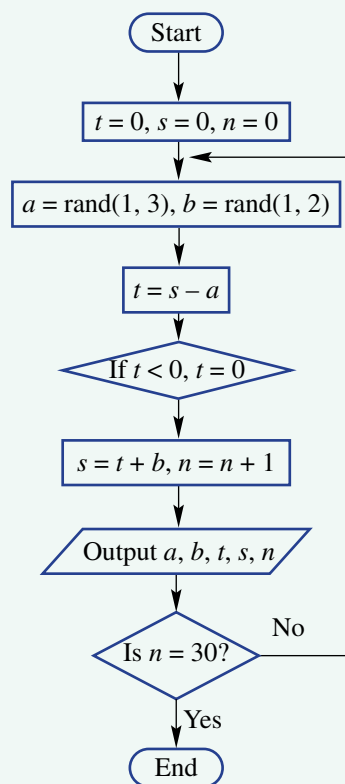 Start
t = 0, s = 0, n = 0
a = rand(1, 3), b = rand(1, 2)
t = s – a
If t < 0, t = 0
s = t + b, n = n + 1
Output a, b, t, s, n
Is n = 30?
No
Yes
End